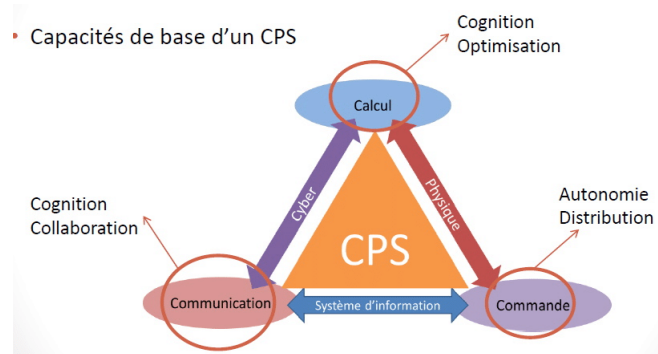 • Capacités de base d'un CPS
Cognition
Optimisation
Calcul
Cyber
Physique
Cognition
Collaboration
Autonomie
Distribution
CPS
Communication
Système d'information
Commande